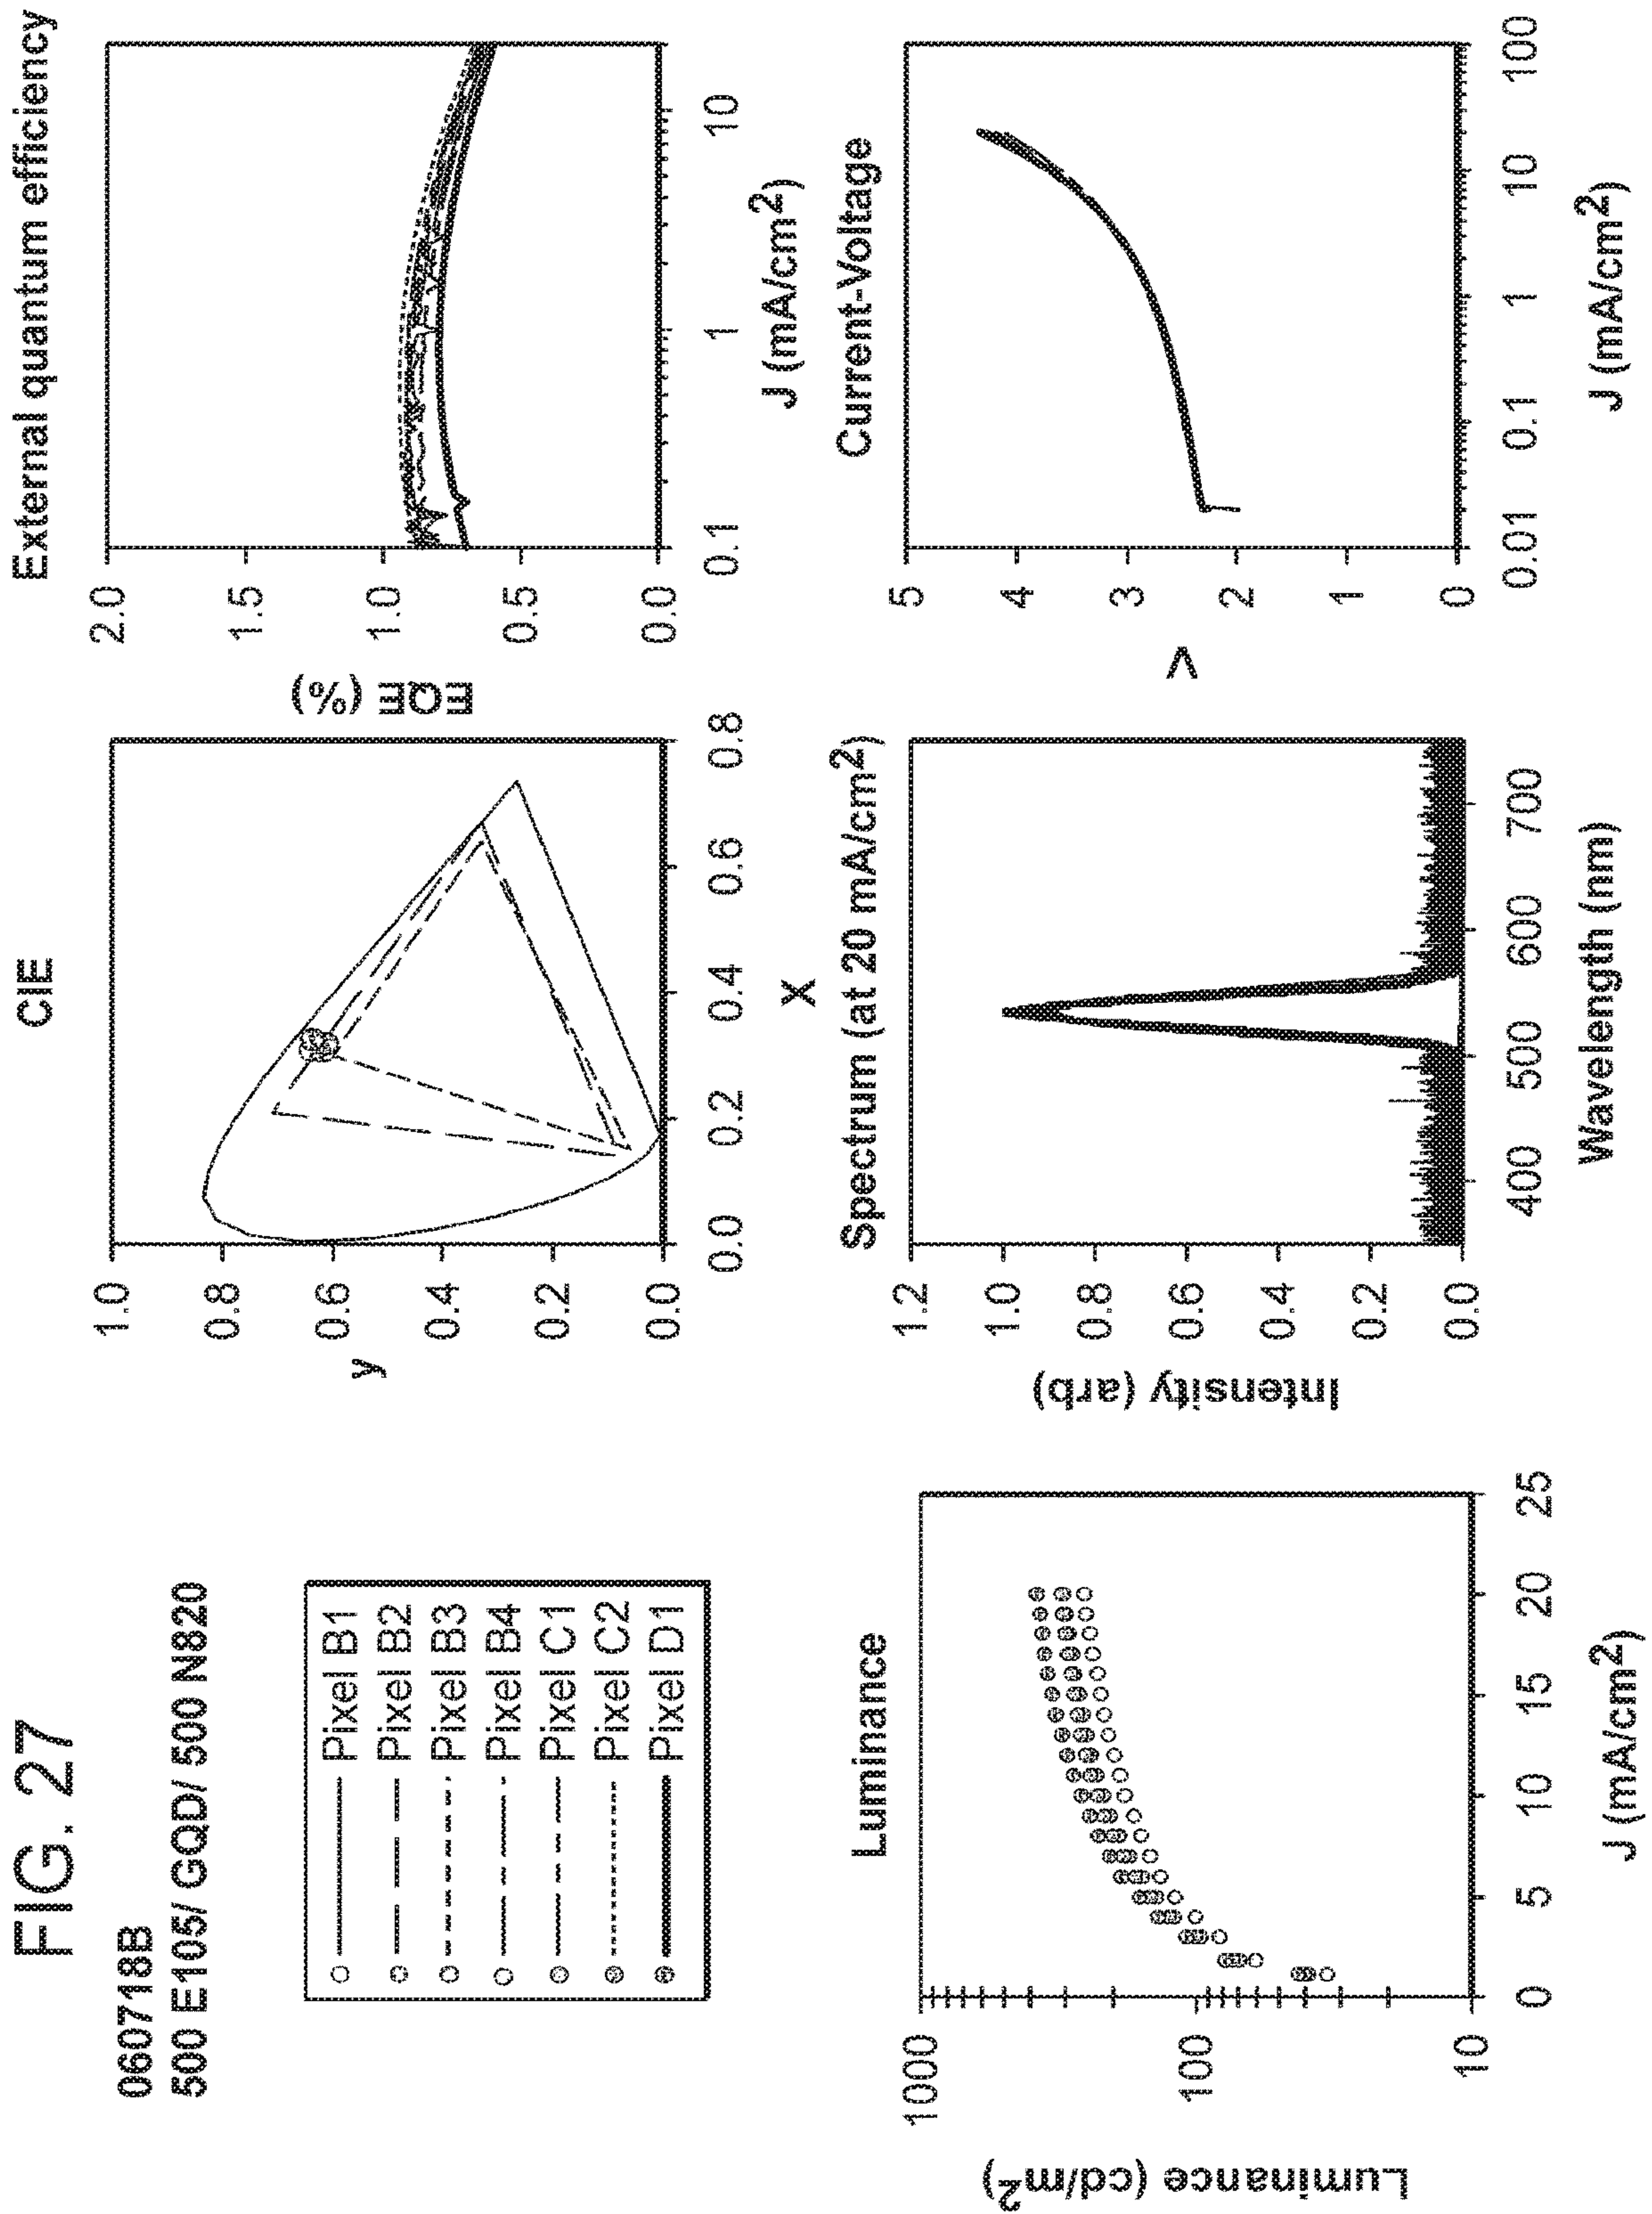 FIG. 27
060718B
500 E105/ GQD/ 500 N820
Pixel B1
Pixel B2
Pixel B3
Pixel B4
Pixel C1
Pixel C2
Pixel D1
CIE
y
1.0
0.8
0.6
0.4
0.2
0.0
0.0 0.2 0.4 0.6 0.8
X
External quantum efficiency
EQE (%)
2.0
1.5
1.0
0.5
0.0
0.1 1 10
J (mA/cm2)
Luminance
Luminance (cd/m2)
1000
100
10
0 5 10 15 20 25
J (mA/cm2)
Spectrum (at 20 mA/cm2)
Intensity (arb)
1.2
1.0
0.8
0.6
0.4
0.2
0.0
400 500 600 700
Wavelength (nm)
Current-Voltage
V
5
4
3
2
1
0
0.01 0.1 1 10 100
J (mA/cm2)